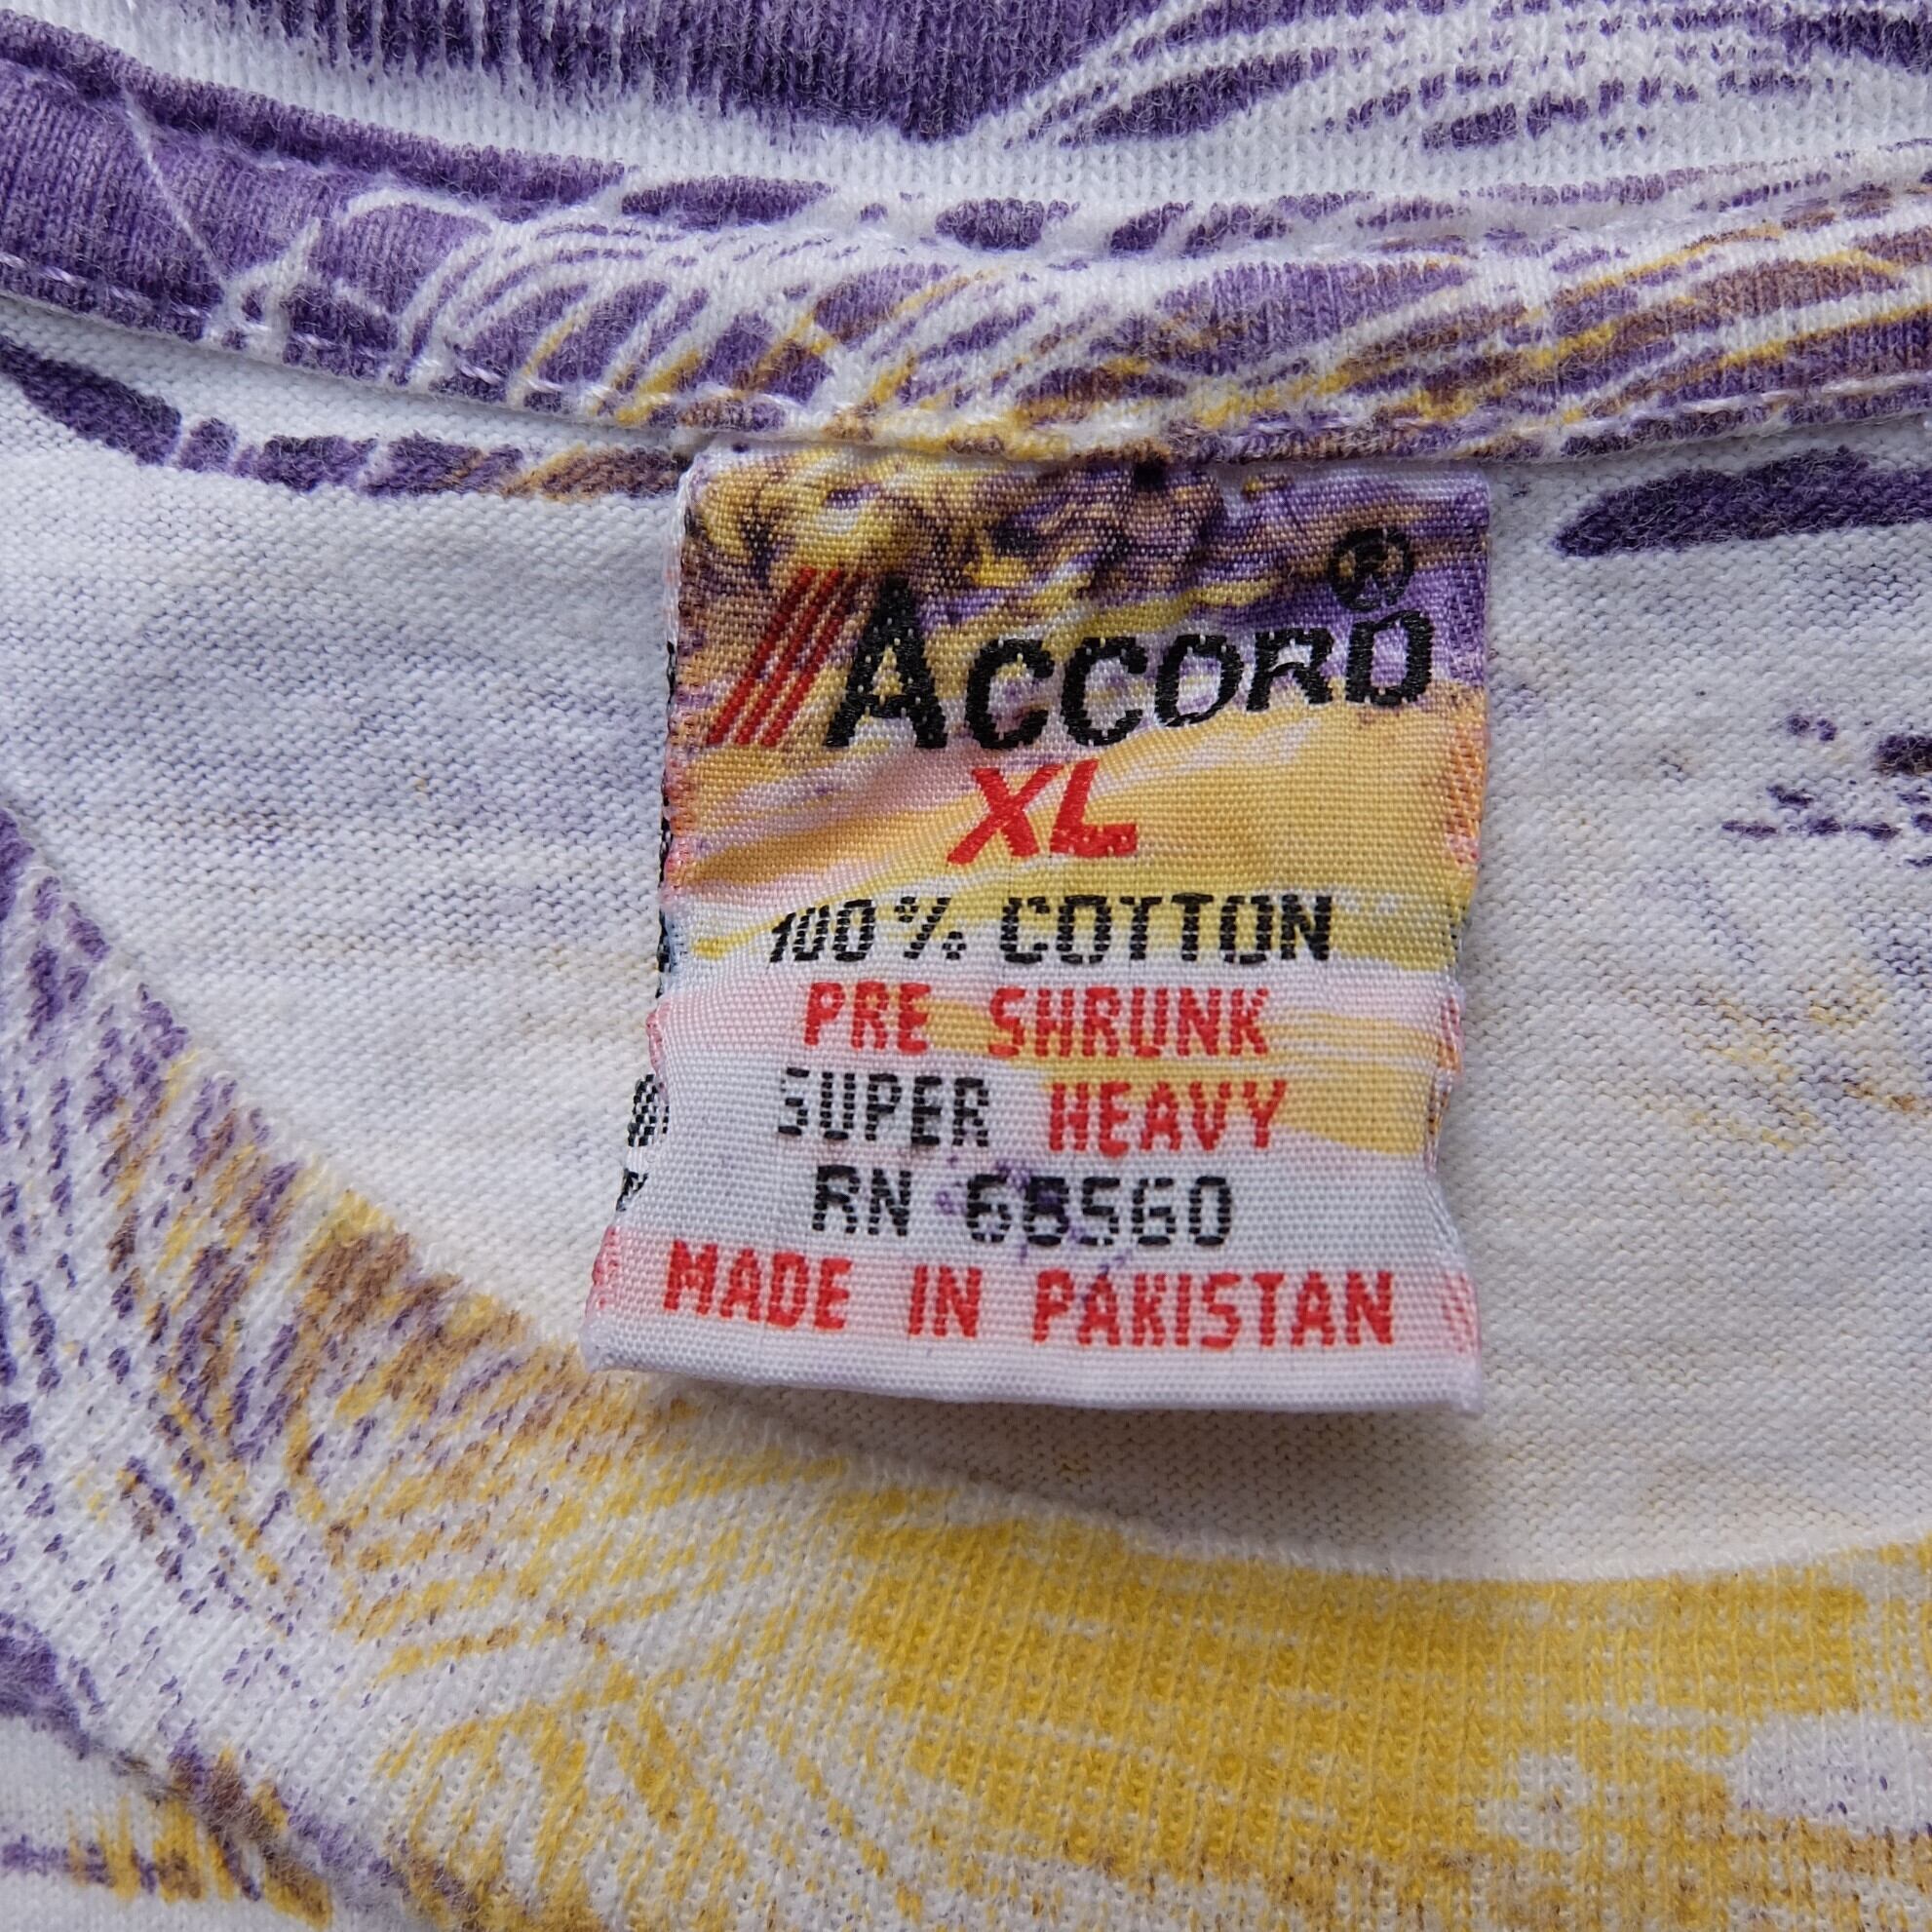 ACCORD®
XL
100% COTTON
PRE SHRUNK
SUPER HEAVY
RN 68560
MADE IN PAKISTAN